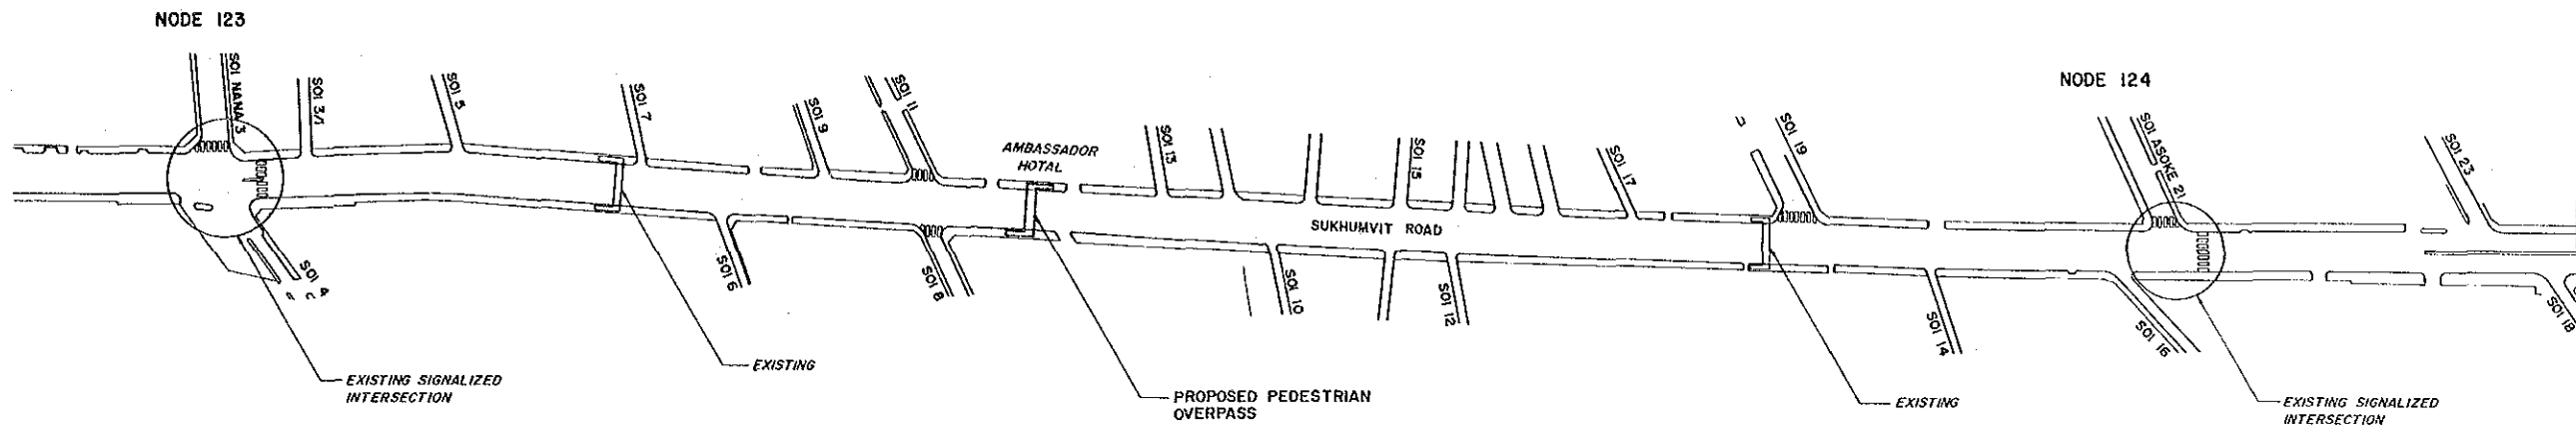 NODE 123
NODE 124
SOI NANA 3
SOI 3/1
SOI 5
SOI 7
SOI 9
SOI 11
AMBASSADOR
HOTAL
SOI 13
SOI 15
SOI 17
SOI 19
SOI ASOKE 21
SOI 23
SUKHUMVIT ROAD
SOI 4
SOI 6
SOI 8
SOI 10
SOI 12
SOI 14
SOI 16
SOI 18
EXISTING SIGNALIZED
INTERSECTION
EXISTING
PROPOSED PEDESTRIAN
OVERPASS
EXISTING
EXISTING SIGNALIZED
INTERSECTION